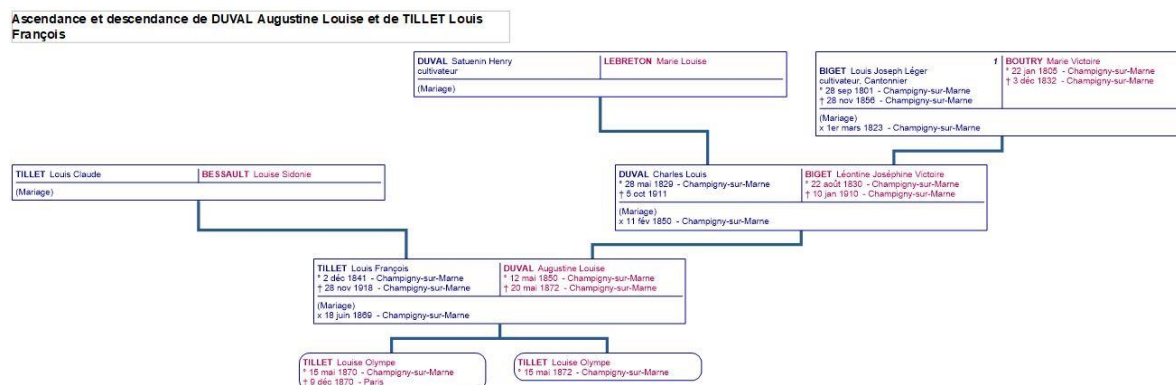 Ascendance et descendance de DUVAL Augustine Louise et de TILLET Louis
François
DUVAL Satuenin Henry
cultivateur
(Mariage)
LEBRETON Marie Louise
1
BIGET Louis Joseph Léger
cultivateur, Cantonnier
* 28 sep 1801 - Champigny-sur-Marne
† 28 nov 1856 - Champigny-sur-Marne
BOUTRY Marie Victoire
* 22 jan 1805 - Champigny-sur-Marne
† 3 déc 1832 - Champigny-sur-Marne
(Mariage)
x 1er mars 1823 - Champigny-sur-Marne
TILLET Louis Claude
BESSAULT Louise Sidonie
(Mariage)
DUVAL Charles Louis
* 28 mai 1829 - Champigny-sur-Marne
† 5 oct 1911
BIGET Léontine Joséphine Victoire
* 22 août 1830 - Champigny-sur-Marne
† 10 jan 1910 - Champigny-sur-Marne
(Mariage)
x 11 fév 1850 - Champigny-sur-Marne
TILLET Louis François
* 2 déc 1841 - Champigny-sur-Marne
† 28 nov 1918 - Champigny-sur-Marne
DUVAL Augustine Louise
* 12 mai 1850 - Champigny-sur-Marne
† 20 mai 1872 - Champigny-sur-Marne
(Mariage)
x 18 juin 1869 - Champigny-sur-Marne
TILLET Louise Olympe
* 15 mai 1870 - Champigny-sur-Marne
† 9 déc 1870 - Paris
TILLET Louise Olympe
* 15 mai 1872 - Champigny-sur-Marne